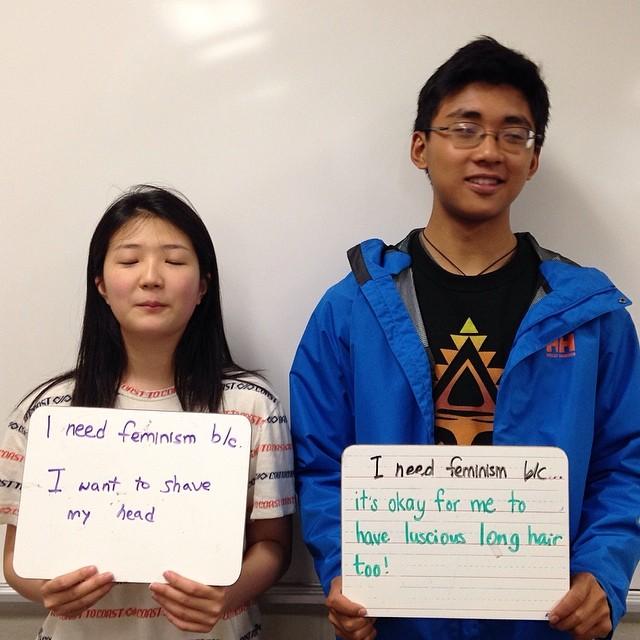 I need feminism b/c.
I want to shave
my head
I need feminism b/c...
it's okay for me to
have luscious long hair
too!
HH
HELLY HANSEN
COAST TO COAST